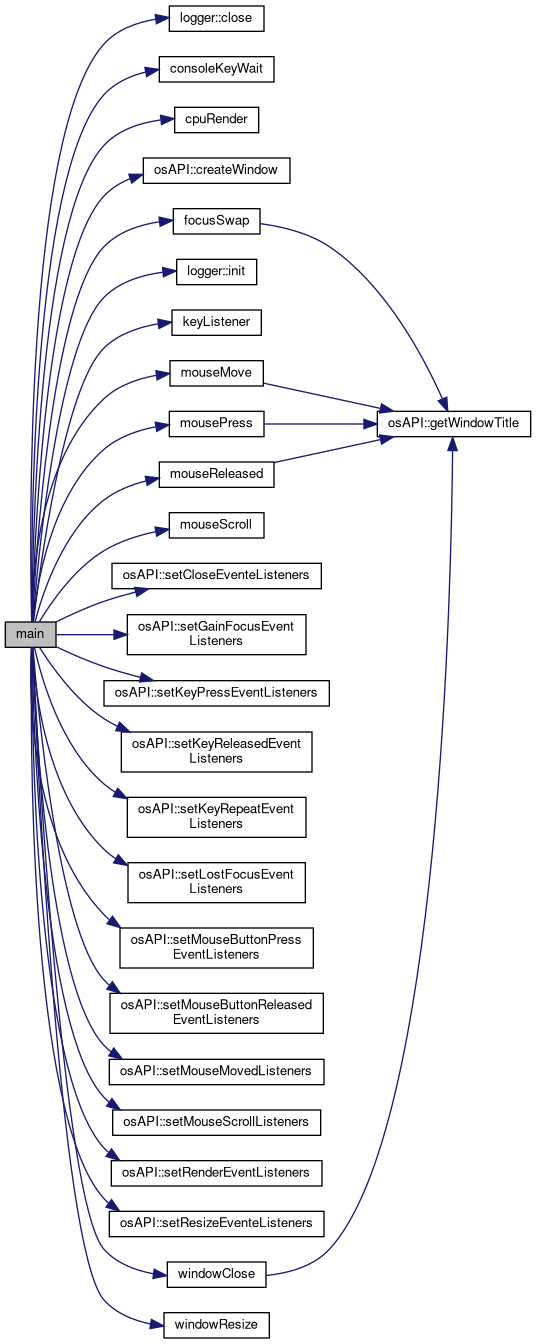 logger::close
consoleKeyWait
cpuRender
osAPI::createWindow
focusSwap
logger::init
keyListener
mouseMove
mousePress
osAPI::getWindowTitle
mouseReleased
mouseScroll
osAPI::setCloseEventeListeners
main
osAPI::setGainFocusEvent
Listeners
osAPI::setKeyPressEventListeners
osAPI::setKeyReleasedEvent
Listeners
osAPI::setKeyRepeatEvent
Listeners
osAPI::setLostFocusEvent
Listeners
osAPI::setMouseButtonPress
EventListeners
osAPI::setMouseButtonReleased
EventListeners
osAPI::setMouseMovedListeners
osAPI::setMouseScrollListeners
osAPI::setRenderEventListeners
osAPI::setResizeEventeListeners
windowClose
windowResize